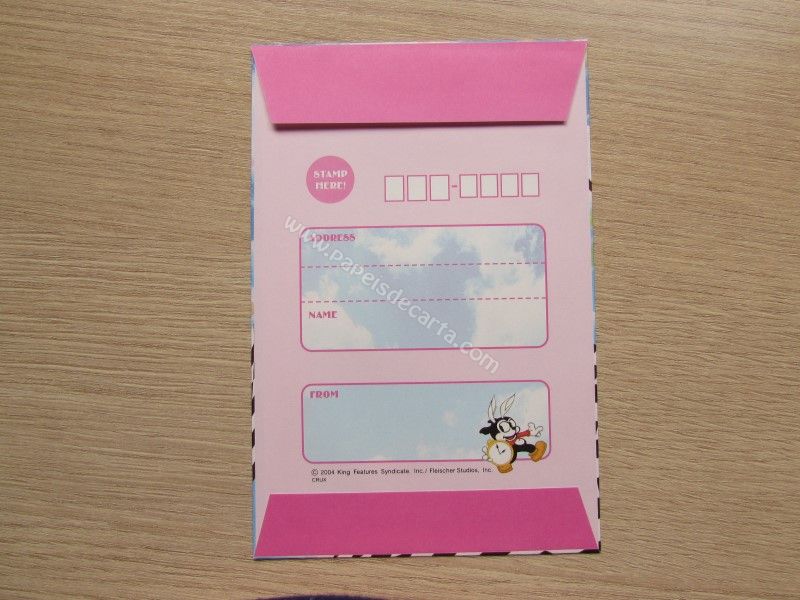 STAMP
HERE!
ADDRESS
www.papeisdecarta.com
NAME
FROM
© 2004 King Features Syndicate. Inc./ Fleischer Studios, Inc.
CRUX